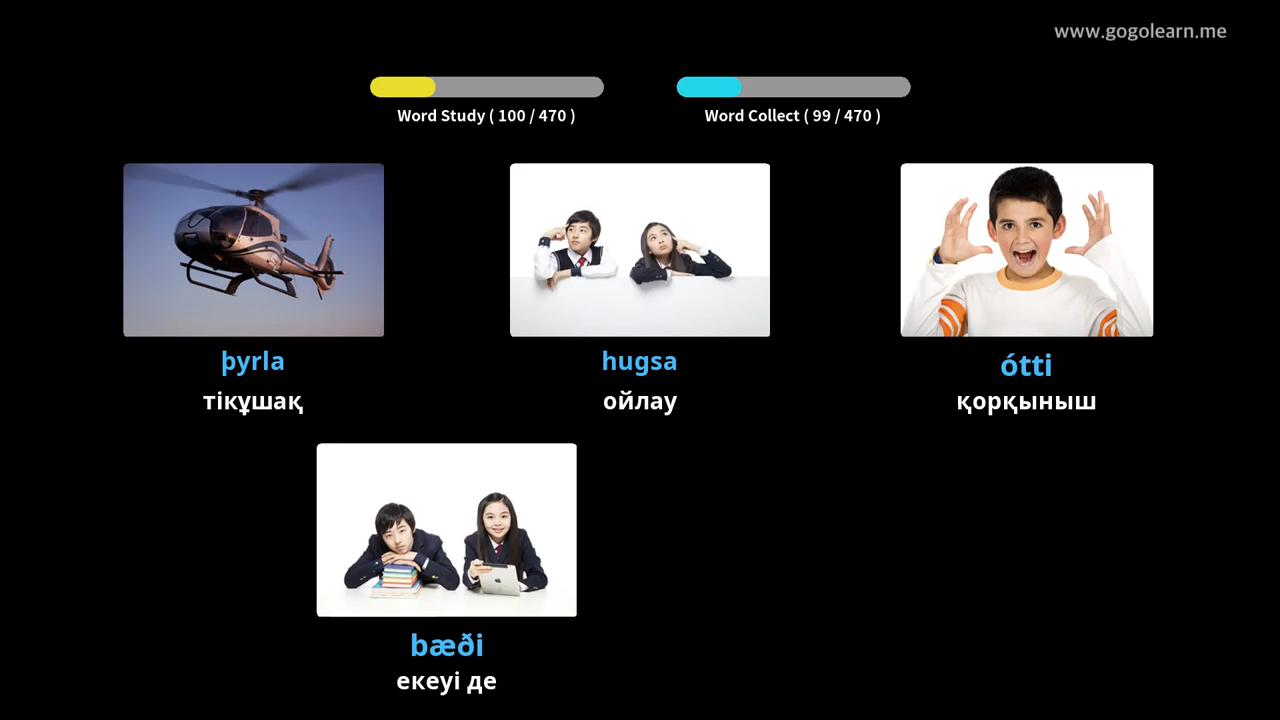 www.gogolearn.me
Word Study ( 100 / 470 )
Word Collect ( 99 / 470 )
þyrla
тікұшақ
hugsa
ойлау
ótti
қорқыныш
bæði
екеуі де